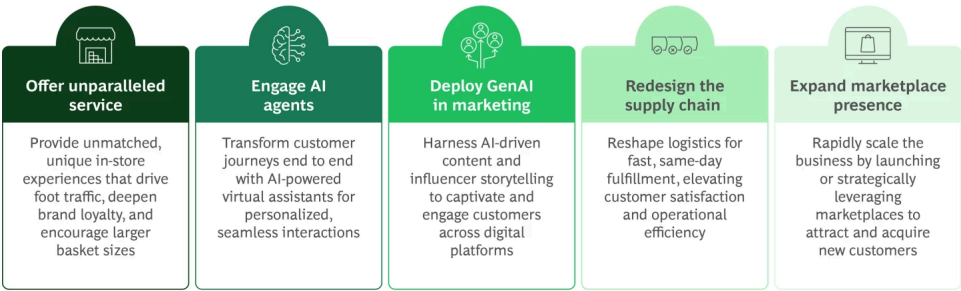 Offer unparalleled
service
Provide unmatched,
unique in-store
experiences that drive
foot traffic, deepen
brand loyalty, and
encourage larger
basket sizes
Engage AI
agents
Transform customer
journeys end to end
with AI-powered
virtual assistants for
personalized,
seamless interactions
Deploy GenAI
in marketing
Harness AI-driven
content and
influencer storytelling
to captivate and
engage customers
across digital
platforms
Redesign the
supply chain
Reshape logistics for
fast, same-day
fulfillment, elevating
customer satisfaction
and operational
efficiency
Expand marketplace
presence
Rapidly scale the
business by launching
or strategically
leveraging
marketplaces to
attract and acquire
new customers